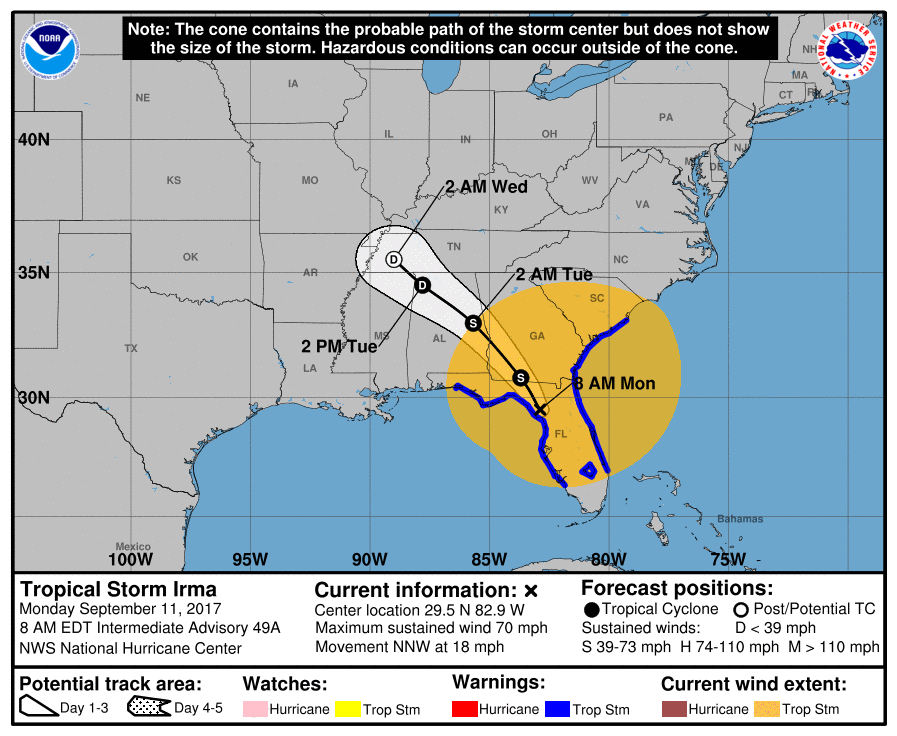 Note: The cone contains the probable path of the storm center but does not show
the size of the storm. Hazardous conditions can occur outside of the cone.
NOAA
NATIONAL WEATHER SERVICE
NH
MA
CT
NE
IA
PA
NJ
40N
IL
IN
OH
DE
KS
MO
WV
2 AM Wed
VA
KY
TN
OK
D
NC
35N
AR
2 AM Tue
D
SC
S
2 PM Tue
MS
AL
GA
TX
LA
S
8 AM Mon
30N
FL
Bahamas
Mexico
100W
95W
90W
85W
80W
75W
Tropical Storm Irma
Monday September 11, 2017
8 AM EDT Intermediate Advisory 49A
NWS National Hurricane Center
Current information: x
Center location 29.5 N 82.9 W
Maximum sustained wind 70 mph
Movement NNW at 18 mph
Forecast positions:
Tropical Cyclone Post/Potential TC
Sustained winds: D < 39 mph
S 39-73 mph H 74-110 mph M > 110 mph
Potential track area:
Day 1-3 Day 4-5
Watches:
Hurricane Trop Stm
Warnings:
Hurricane Trop Stm
Current wind extent:
Hurricane Trop Stm